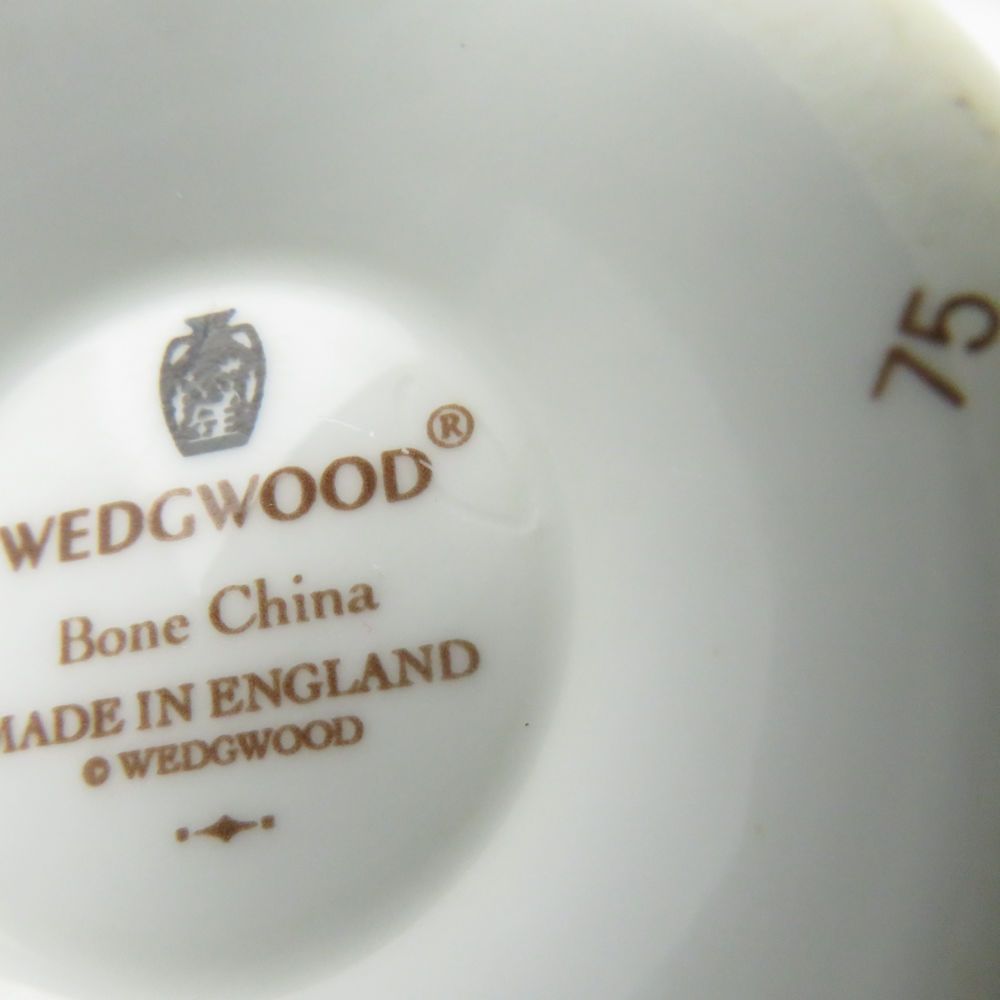 WEDGWOOD®
Bone China
MADE IN ENGLAND
© WEDGWOOD
75